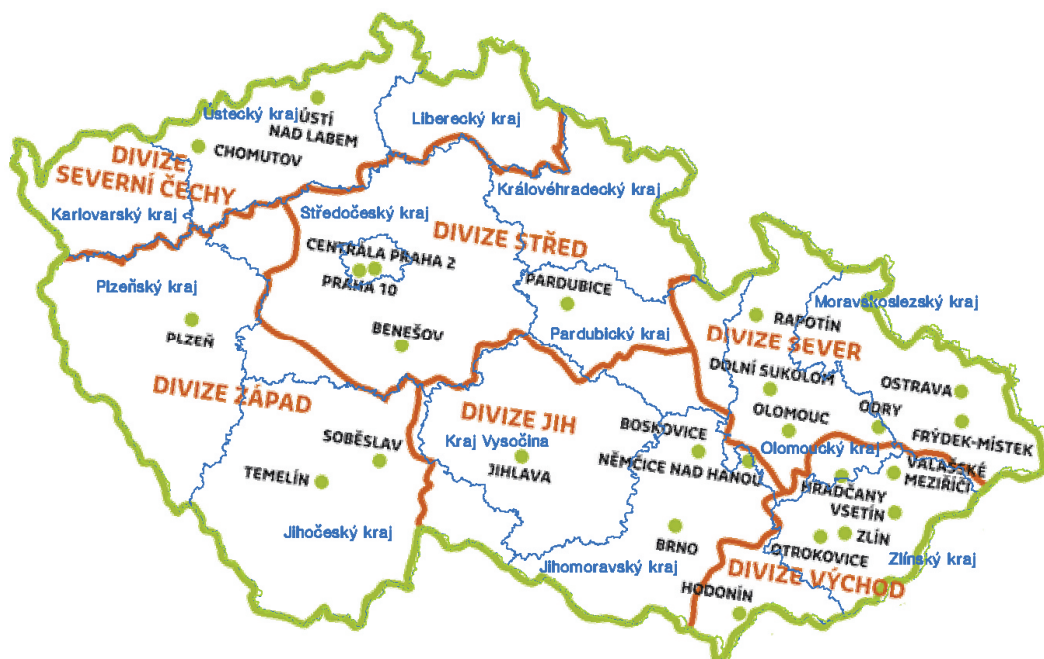 Ústecký kraj
ÚSTÍ
NAD LABEM
Liberecký kraj
CHOMUTOV
DIVIZE
SEVERNÍ ČECHY
Karlovarský kraj
Královéhradecký kraj
Středočeský kraj
DIVIZE STŘED
CENTRÁLA PRAHA 2
PRAHA 10
Plzeňský kraj
PARDUBICE
Moravskoslezský kraj
PLZEŇ
BENEŠOV
Pardubický kraj
RAPOTÍN
DIVIZE SEVER
DOLNÍ SUKOLOM
OSTRAVA
DIVIZE ZÁPAD
DIVIZE JIH
OLOMOUC
ODRY
FRÝDEK-MÍSTEK
SOBĚSLAV
Kraj Vysočina
BOSKOVICE
Olomoucký kraj
TEMELÍN
JIHLAVA
NĚMČICE NAD HANOU
VALAŠSKÉ
MEZIŘÍČÍ
HRADČANY
VSETÍN
Jihočeský kraj
BRNO
ZLÍN
OTROKOVICE
Zlínský kraj
Jihomoravský kraj
DIVIZE VÝCHOD
HODONÍN